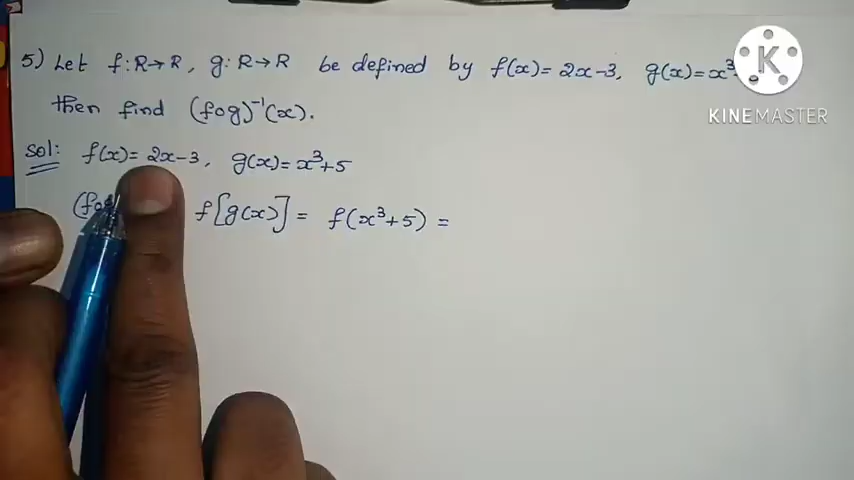 5) Let f:R→R, g:R→R be defined by f(x)=2x-3, g(x)=x³
then find (fog)⁻¹(x).
sol: f(x)=2x-3, g(x)=x³+5
(fo f[g(x)] = f(x³+5) =
KINEMASTER